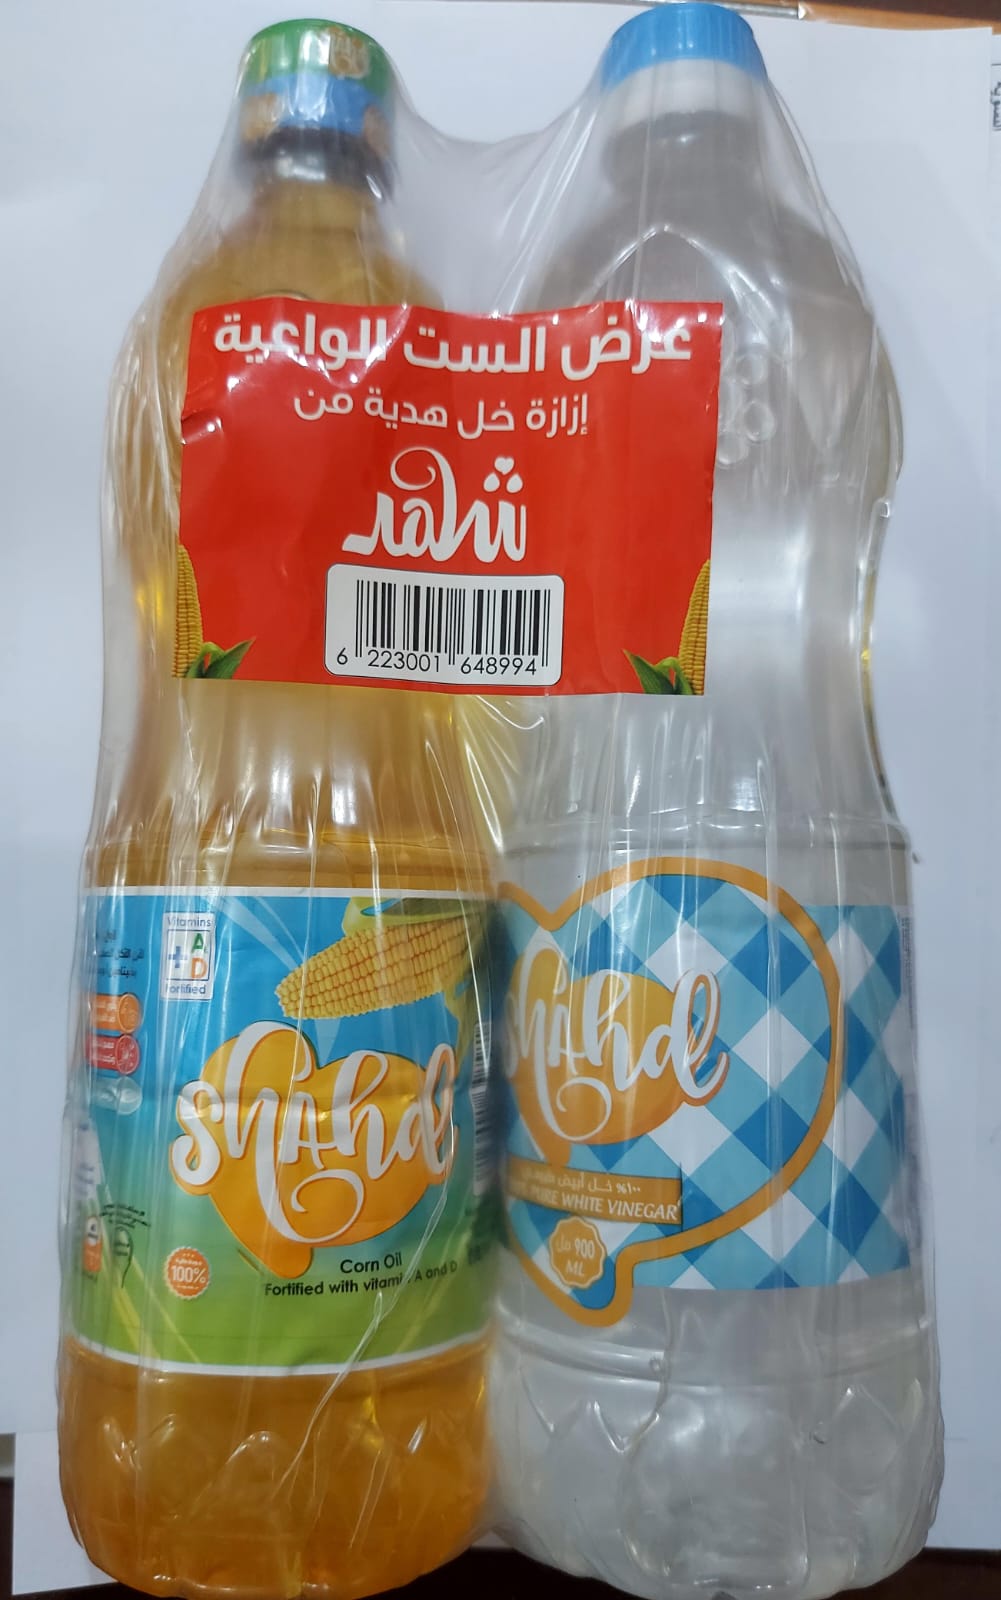 عرض الست الواعية
إزازة خل هدية من
شهد
6 223001 648994
Vitamins
A
+
D
Fortified
shahd
100%
Corn Oil
Fortified with vitamin A and D
shahd
١٠٠% خل أبيض
PURE WHITE VINEGAR
900 مل
ML